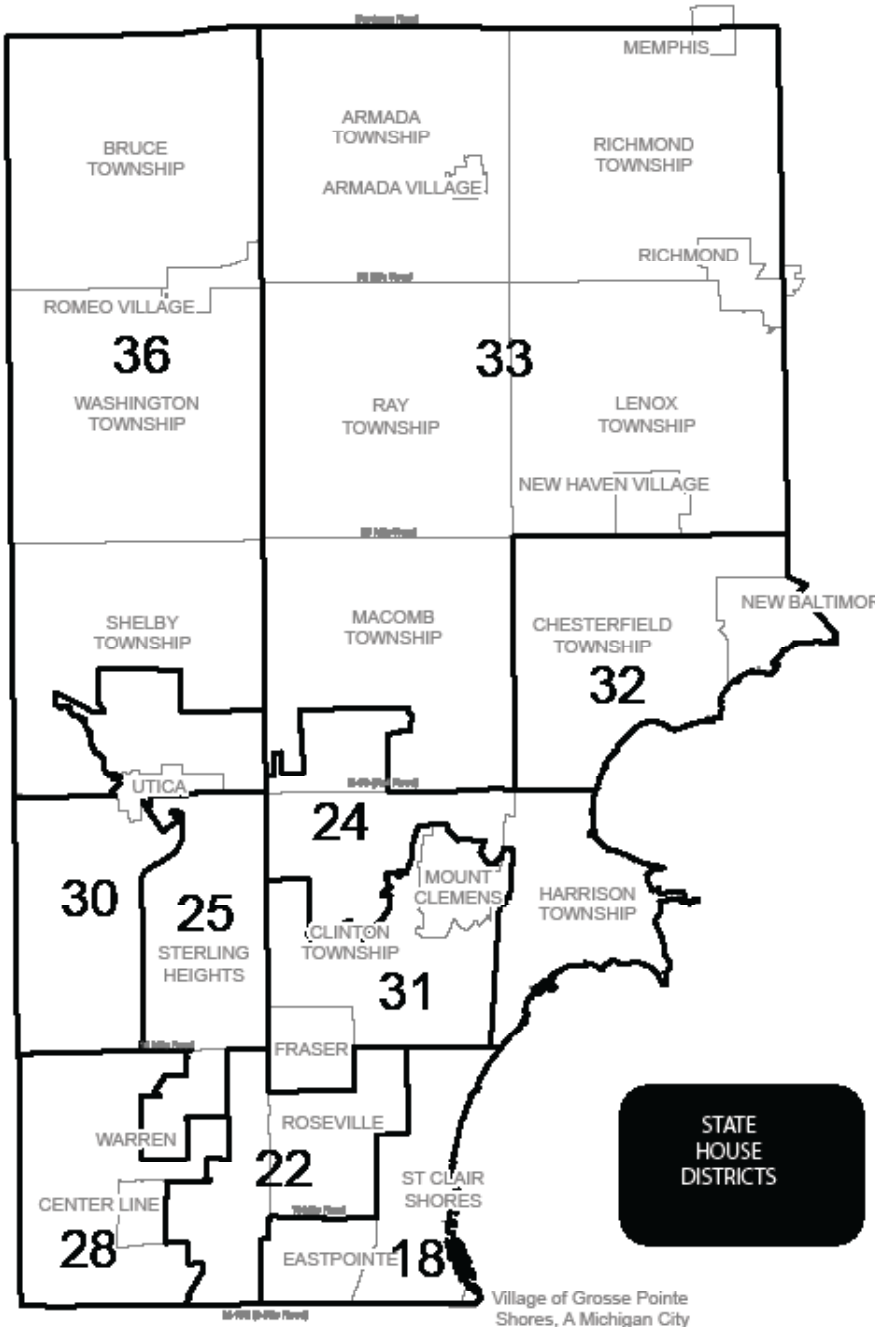 MEMPHIS
ARMADA
TOWNSHIP
BRUCE
TOWNSHIP
RICHMOND
TOWNSHIP
ARMADA VILLAGE
RICHMOND
ROMEO VILLAGE
36
33
WASHINGTON
TOWNSHIP
RAY
TOWNSHIP
LENOX
TOWNSHIP
NEW HAVEN VILLAGE
SHELBY
TOWNSHIP
MACOMB
TOWNSHIP
CHESTERFIELD
TOWNSHIP
NEW BALTIMOR
32
UTICA
24
30
25
STERLING
HEIGHTS
MOUNT
CLEMENS
CLINTON
TOWNSHIP
HARRISON
TOWNSHIP
31
FRASER
WARREN
ROSEVILLE
22
ST CLAIR
SHORES
CENTER LINE
28
EASTPOINTE
18
STATE
HOUSE
DISTRICTS
Village of Grosse Pointe
Shores, A Michigan City